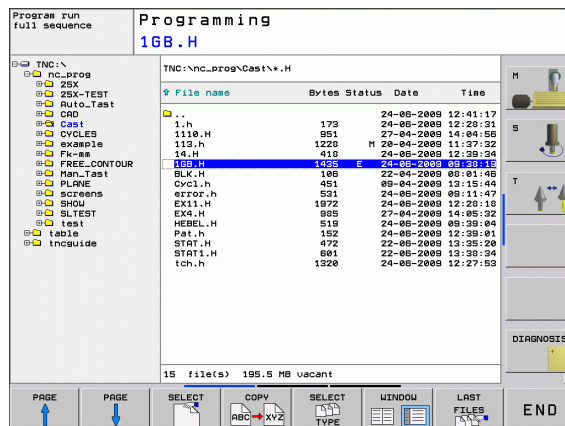 Program run
full sequence
Programming
1GB.H
TNC:\
nc_prog
25X
25X-TEST
Auto_Tast
CAD
Cast
CYCLES
example
Fk-mm
FREE_CONTOUR
Man_Tast
PLANE
screens
SHOW
SLTEST
test
table
tncguide
TNC:\nc_prog\Cast\*.H
File name Bytes Status Date Time
.. 24-06-2009 12:41:17
1.h 173 24-06-2009 12:28:31
1110.H 951 27-04-2009 14:04:56
113.h 1228 M 20-04-2009 11:37:32
14.H 418 24-06-2009 12:39:34
1GB.H 1435 E 24-06-2009 09:38:19
BLK.H 106 22-04-2009 08:01:46
Cycl.h 451 09-04-2009 13:15:44
error.h 531 24-06-2009 09:11:47
EX11.H 1972 24-06-2009 12:28:18
EX4.H 985 27-04-2009 14:05:32
HEBEL.H 519 24-06-2009 09:39:04
Pat.h 152 24-06-2009 12:39:01
STAT.H 472 22-06-2009 13:35:20
STAT1.H 601 22-06-2009 13:38:34
tch.h 1320 24-06-2009 12:27:53
15 file(s) 195.5 MB vacant
M
S
T
DIAGNOSIS
PAGE
PAGE
SELECT
COPY
ABC XYZ
SELECT
TYPE
WINDOW
LAST
FILES
END